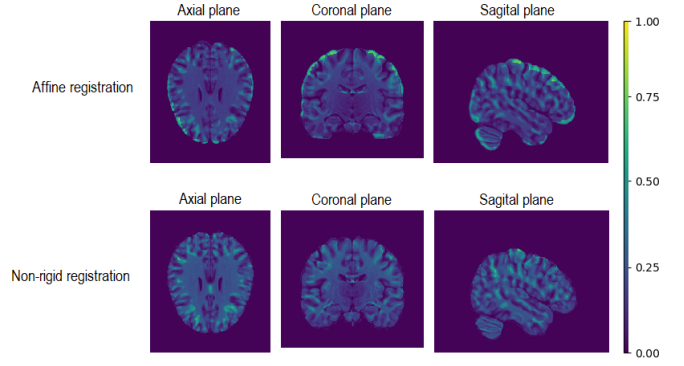 Axial plane Coronal plane Sagital plane
1.00
Affine registration
0.75
0.50
Axial plane Coronal plane Sagital plane
0.25
Non-rigid registration
0.00